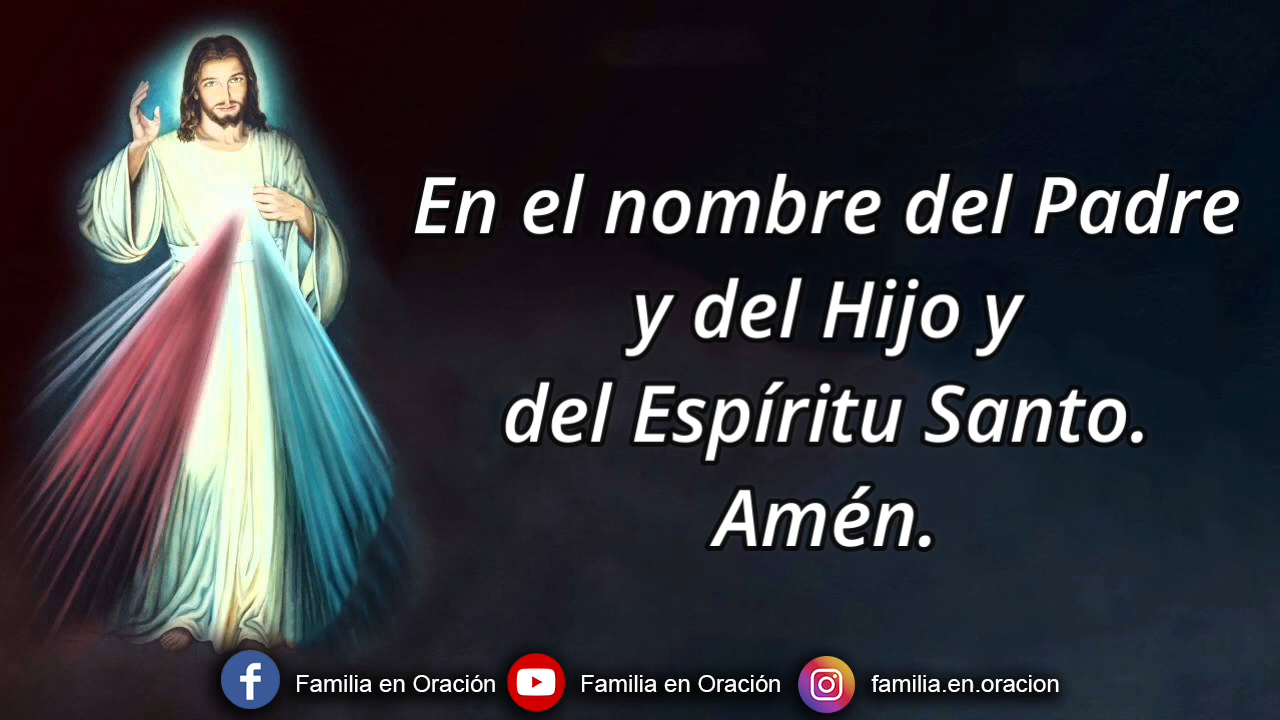 En el nombre del Padre
y del Hijo y
del Espíritu Santo.
Amén.
Familia en Oración
Familia en Oración
familia.en.oracion